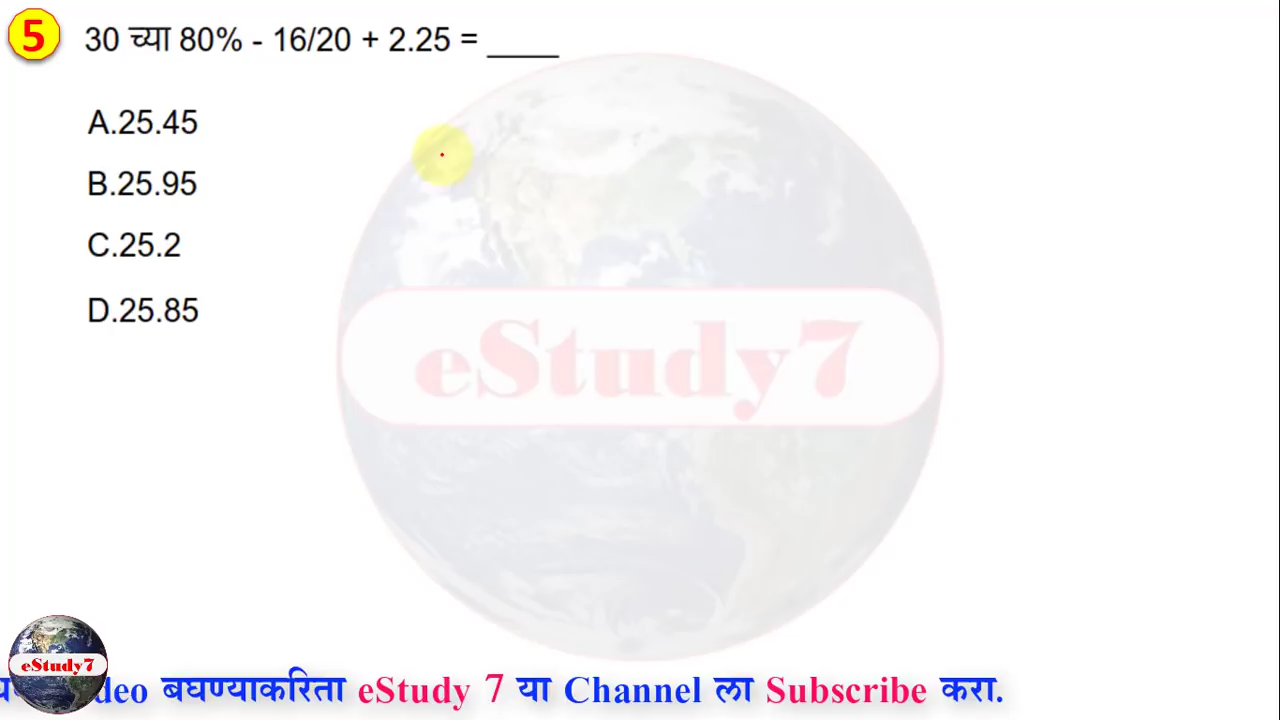 5 30 च्या 80% - 16/20 + 2.25 = ____
A.25.45
B.25.95
C.25.2
D.25.85
eStudy7
eStudy7
deo बघण्याकरिता eStudy 7 या Channel ला Subscribe करा.